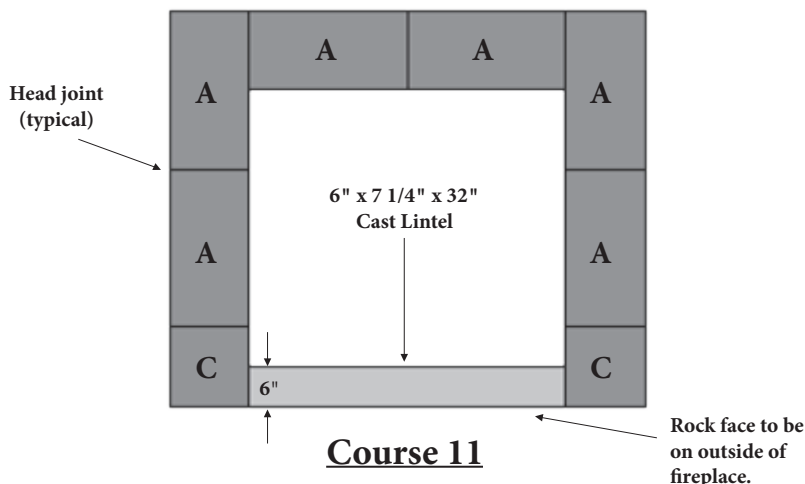 A A
A A
Head joint
(typical)
6" x 7 1/4" x 32"
Cast Lintel
A A
C C
6"
Course 11
Rock face to be
on outside of
fireplace.